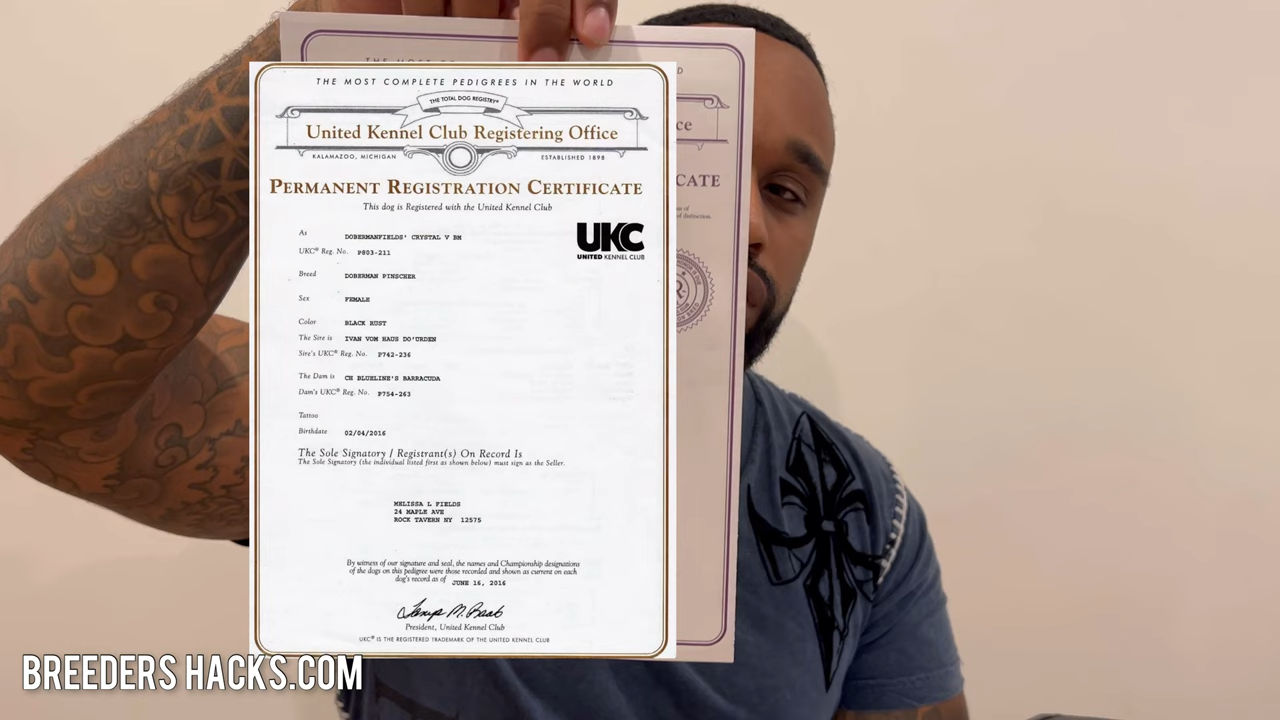 THE MOST COMPLETE PEDIGREES IN THE WORLD
THE TOTAL DOG REGISTRY®
United Kennel Club Registering Office
KALAMAZOO, MICHIGAN ESTABLISHED 1898
PERMANENT REGISTRATION CERTIFICATE
This dog is Registered with the United Kennel Club
UKC
UNITED KENNEL CLUB
As DOBERMANFIELDS' CRYSTAL V BM
UKC® Reg. No. P803-211
Breed DOBERMAN PINSCHER
Sex FEMALE
Color BLACK RUST
The Sire is IVAN VOM HAUS DO'URDEN
Sire's UKC® Reg. No. P742-236
The Dam is CH BLUELINE'S BARRACUDA
Dam's UKC® Reg. No. P754-263
Tattoo
Birthdate 02/04/2016
The Sole Signatory / Registrant(s) On Record Is
The Sole Signatory (the individual listed first as shown below) must sign as the Seller.
MELISSA L FIELDS
24 MAPLE AVE
ROCK TAVERN NY 12575
By witness of our signature and seal, the names and Championship designations
of the dogs on this pedigree were those recorded and shown as current on each
dog's record as of JUNE 16, 2016
President, United Kennel Club
UKC® IS THE REGISTERED TRADEMARK OF THE UNITED KENNEL CLUB
THE MOST
ce
CATE
of distinction.
BREEDERS HACKS.COM